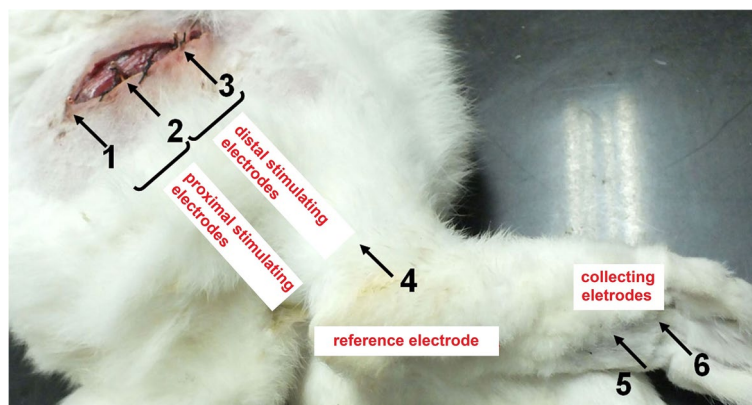 1
2
3
distal stimulating
electrodes
proximal stimulating
electrodes
4
collecting
eletrodes
reference electrode
5
6